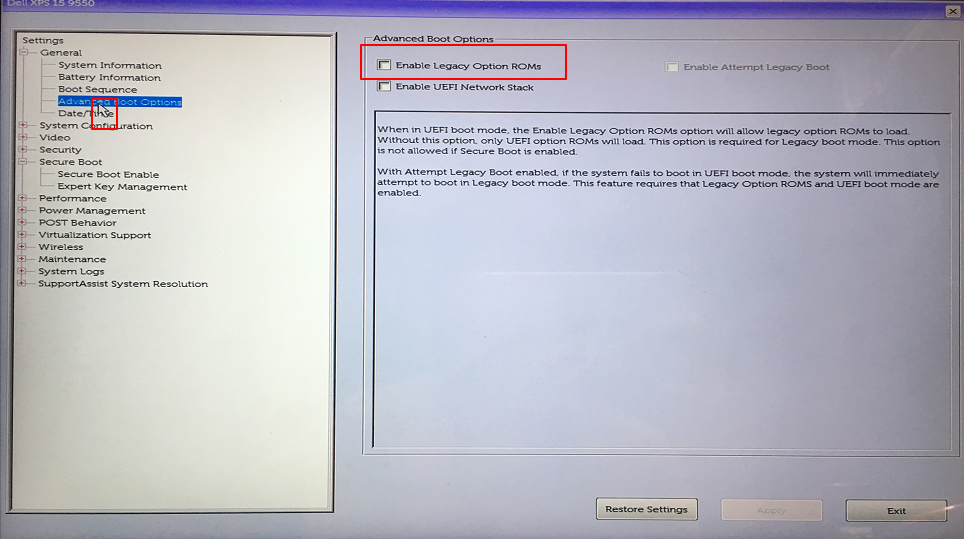 Dell XPS 15 9550
Settings
General
System Information
Battery Information
Boot Sequence
Advanced Boot Options
Date/Time
System Configuration
Video
Security
Secure Boot
Secure Boot Enable
Expert Key Management
Performance
Power Management
POST Behavior
Virtualization Support
Wireless
Maintenance
System Logs
SupportAssist System Resolution
Advanced Boot Options
Enable Legacy Option ROMs
Enable Attempt Legacy Boot
Enable UEFI Network Stack
When in UEFI boot mode, the Enable Legacy Option ROMs option will allow legacy option ROMs to load.
Without this option, only UEFI option ROMs will load. This option is required for Legacy boot mode. This option
is not allowed if Secure Boot is enabled.
With Attempt Legacy Boot enabled, if the system fails to boot in UEFI boot mode, the system will immediately
attempt to boot in Legacy boot mode. This feature requires that Legacy Option ROMS and UEFI boot mode are
enabled.
Restore Settings
Apply
Exit